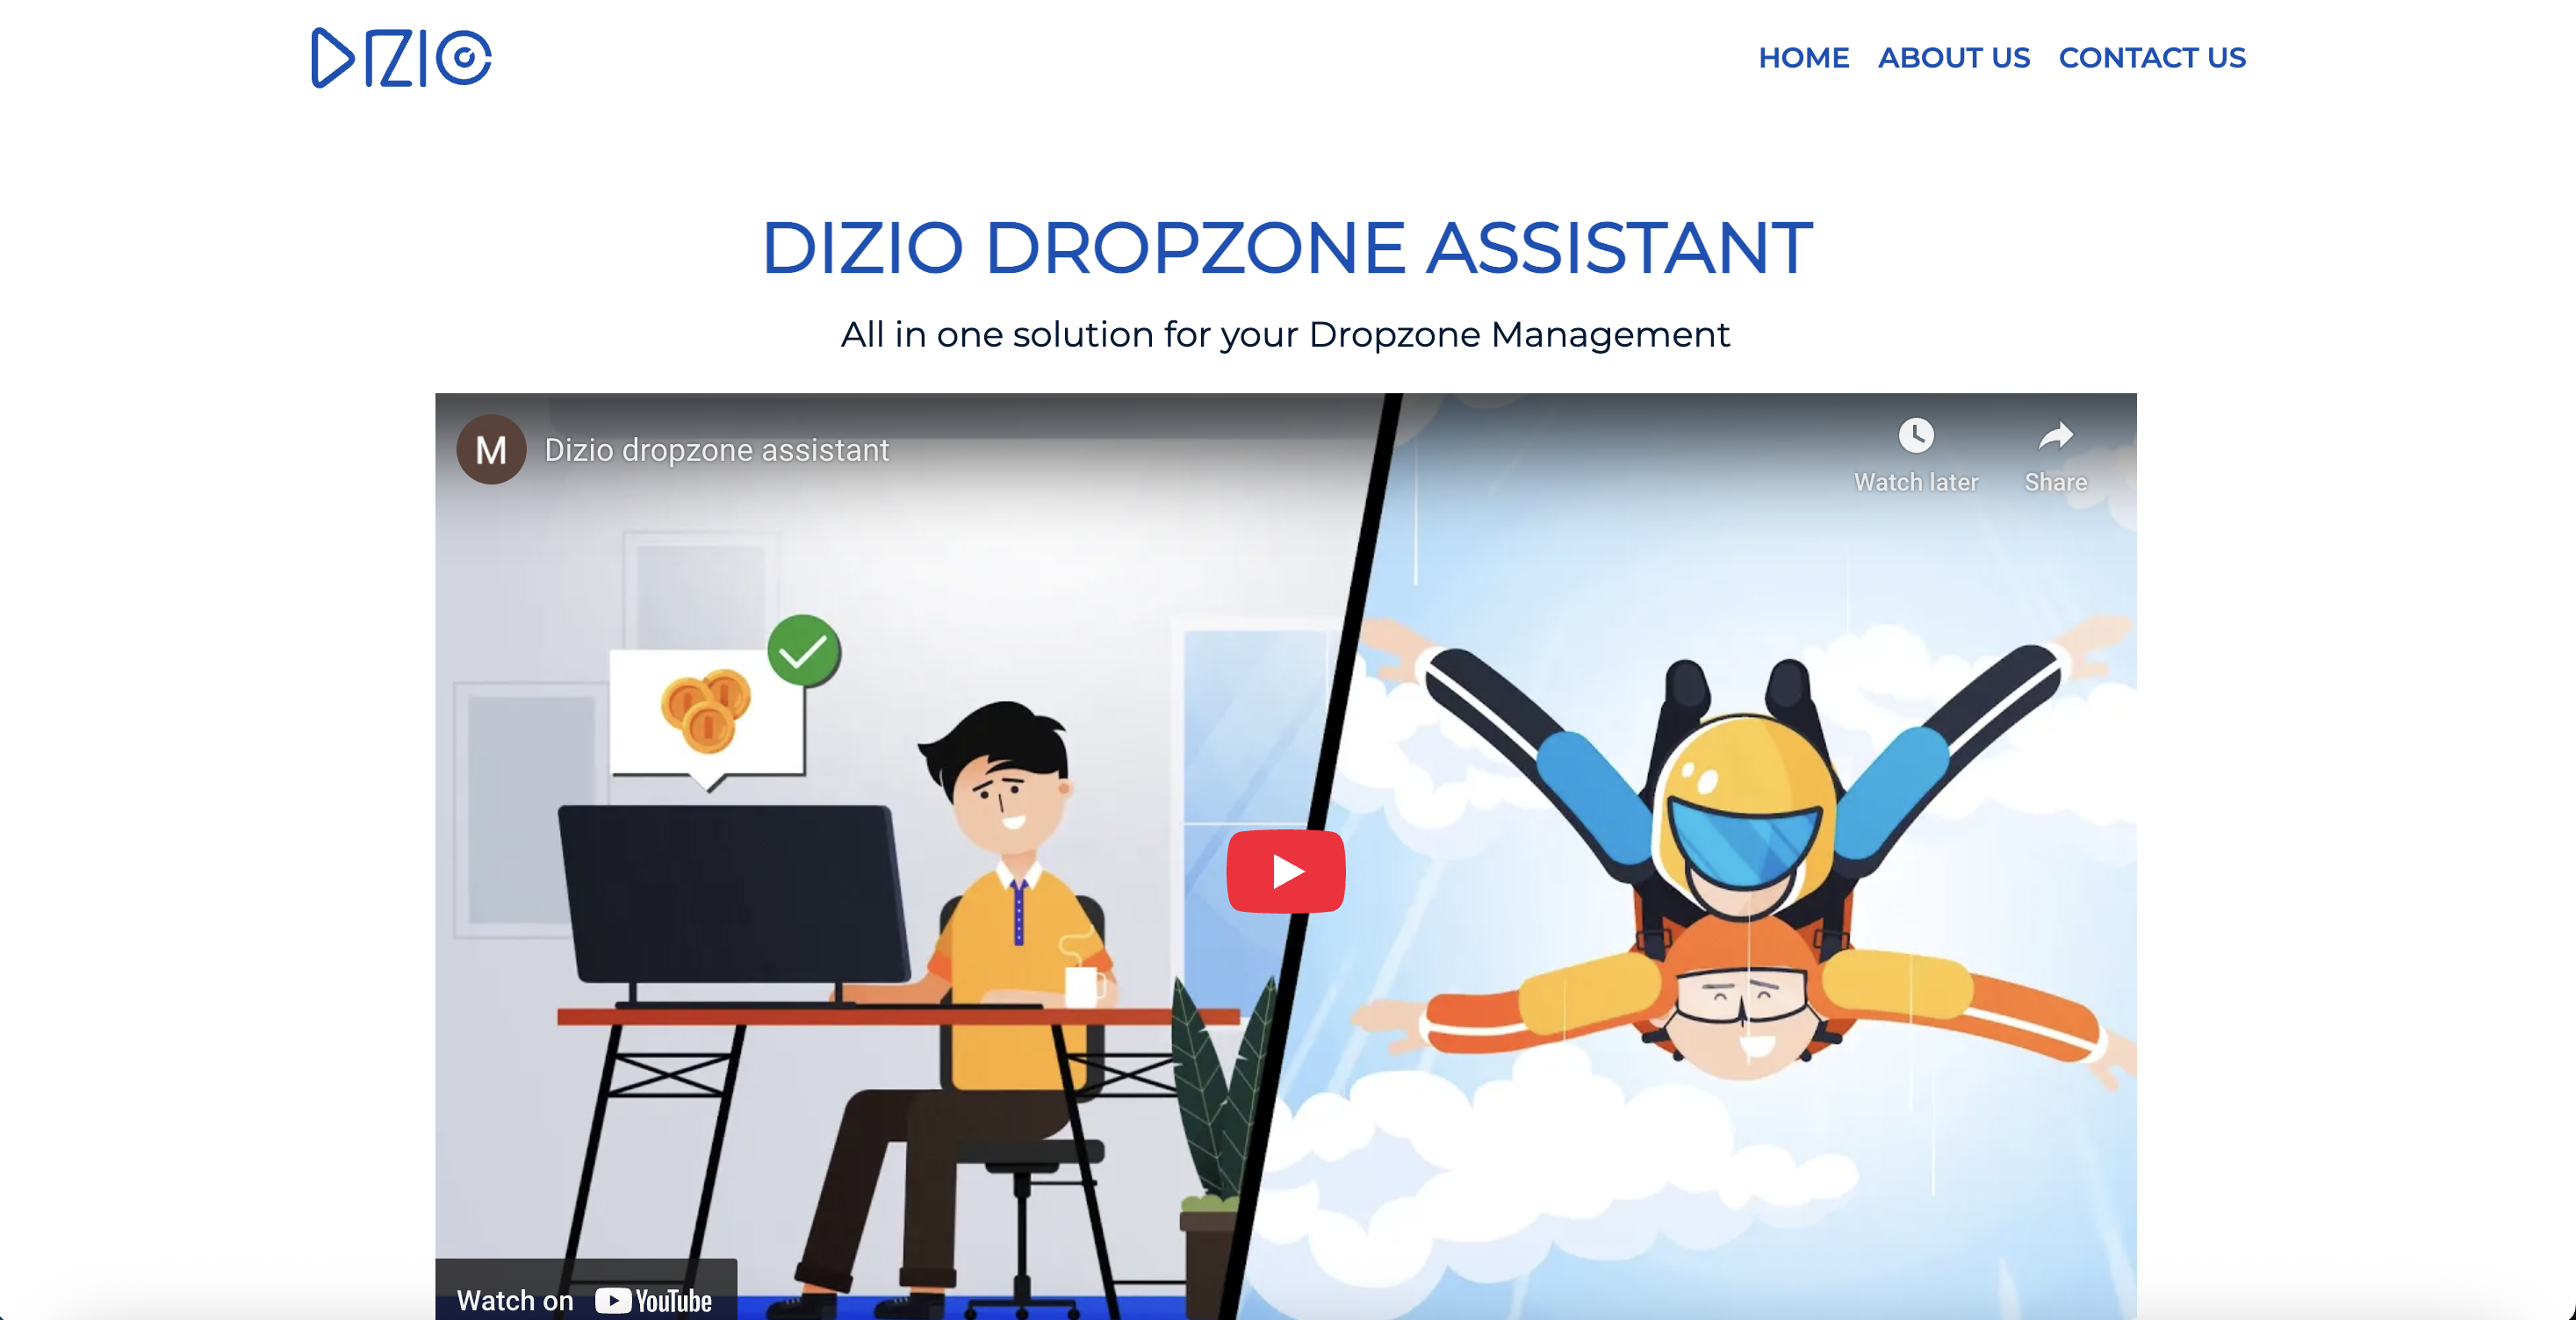 DIZIO
HOME ABOUT US CONTACT US
DIZIO DROPZONE ASSISTANT
All in one solution for your Dropzone Management
M Dizio dropzone assistant
Watch later Share
Watch on YouTube